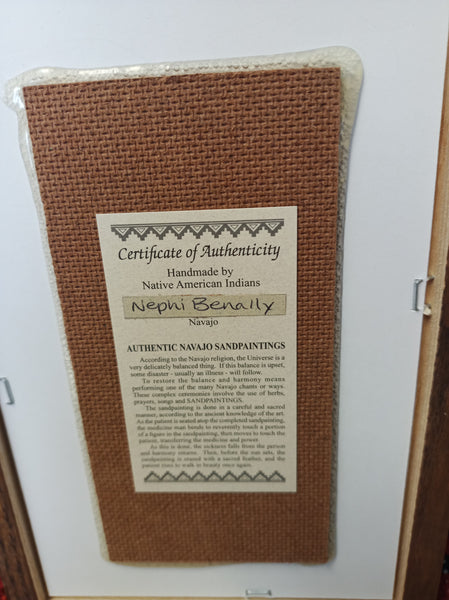 Certificate of Authenticity
Handmade by
Native American Indians
Nephi Benally
Navajo
AUTHENTIC NAVAJO SANDPAINTINGS
According to the Navajo religion, the Universe is a
very delicately balanced thing. If this balance is upset,
some disaster - usually an illness - will follow.
To restore the balance and harmony means
performing one of the many Navajo chants or ways.
These complex ceremonies involve the use of herbs,
prayers, songs and SANDPAINTINGS.
The sandpainting is done in a careful and sacred
manner, according to the ancient knowledge of the art.
As the patient is seated atop the completed sandpainting,
the medicine man bends to reverently touch a portion
of a figure in the sandpainting, then moves to touch the
patient, transferring the medicine and power.
As this is done, the sickness falls from the patient
and harmony returns. Then, before the sun sets, the
sandpainting is erased with a sacred feather, and the
patient rises to walk in beauty once again.